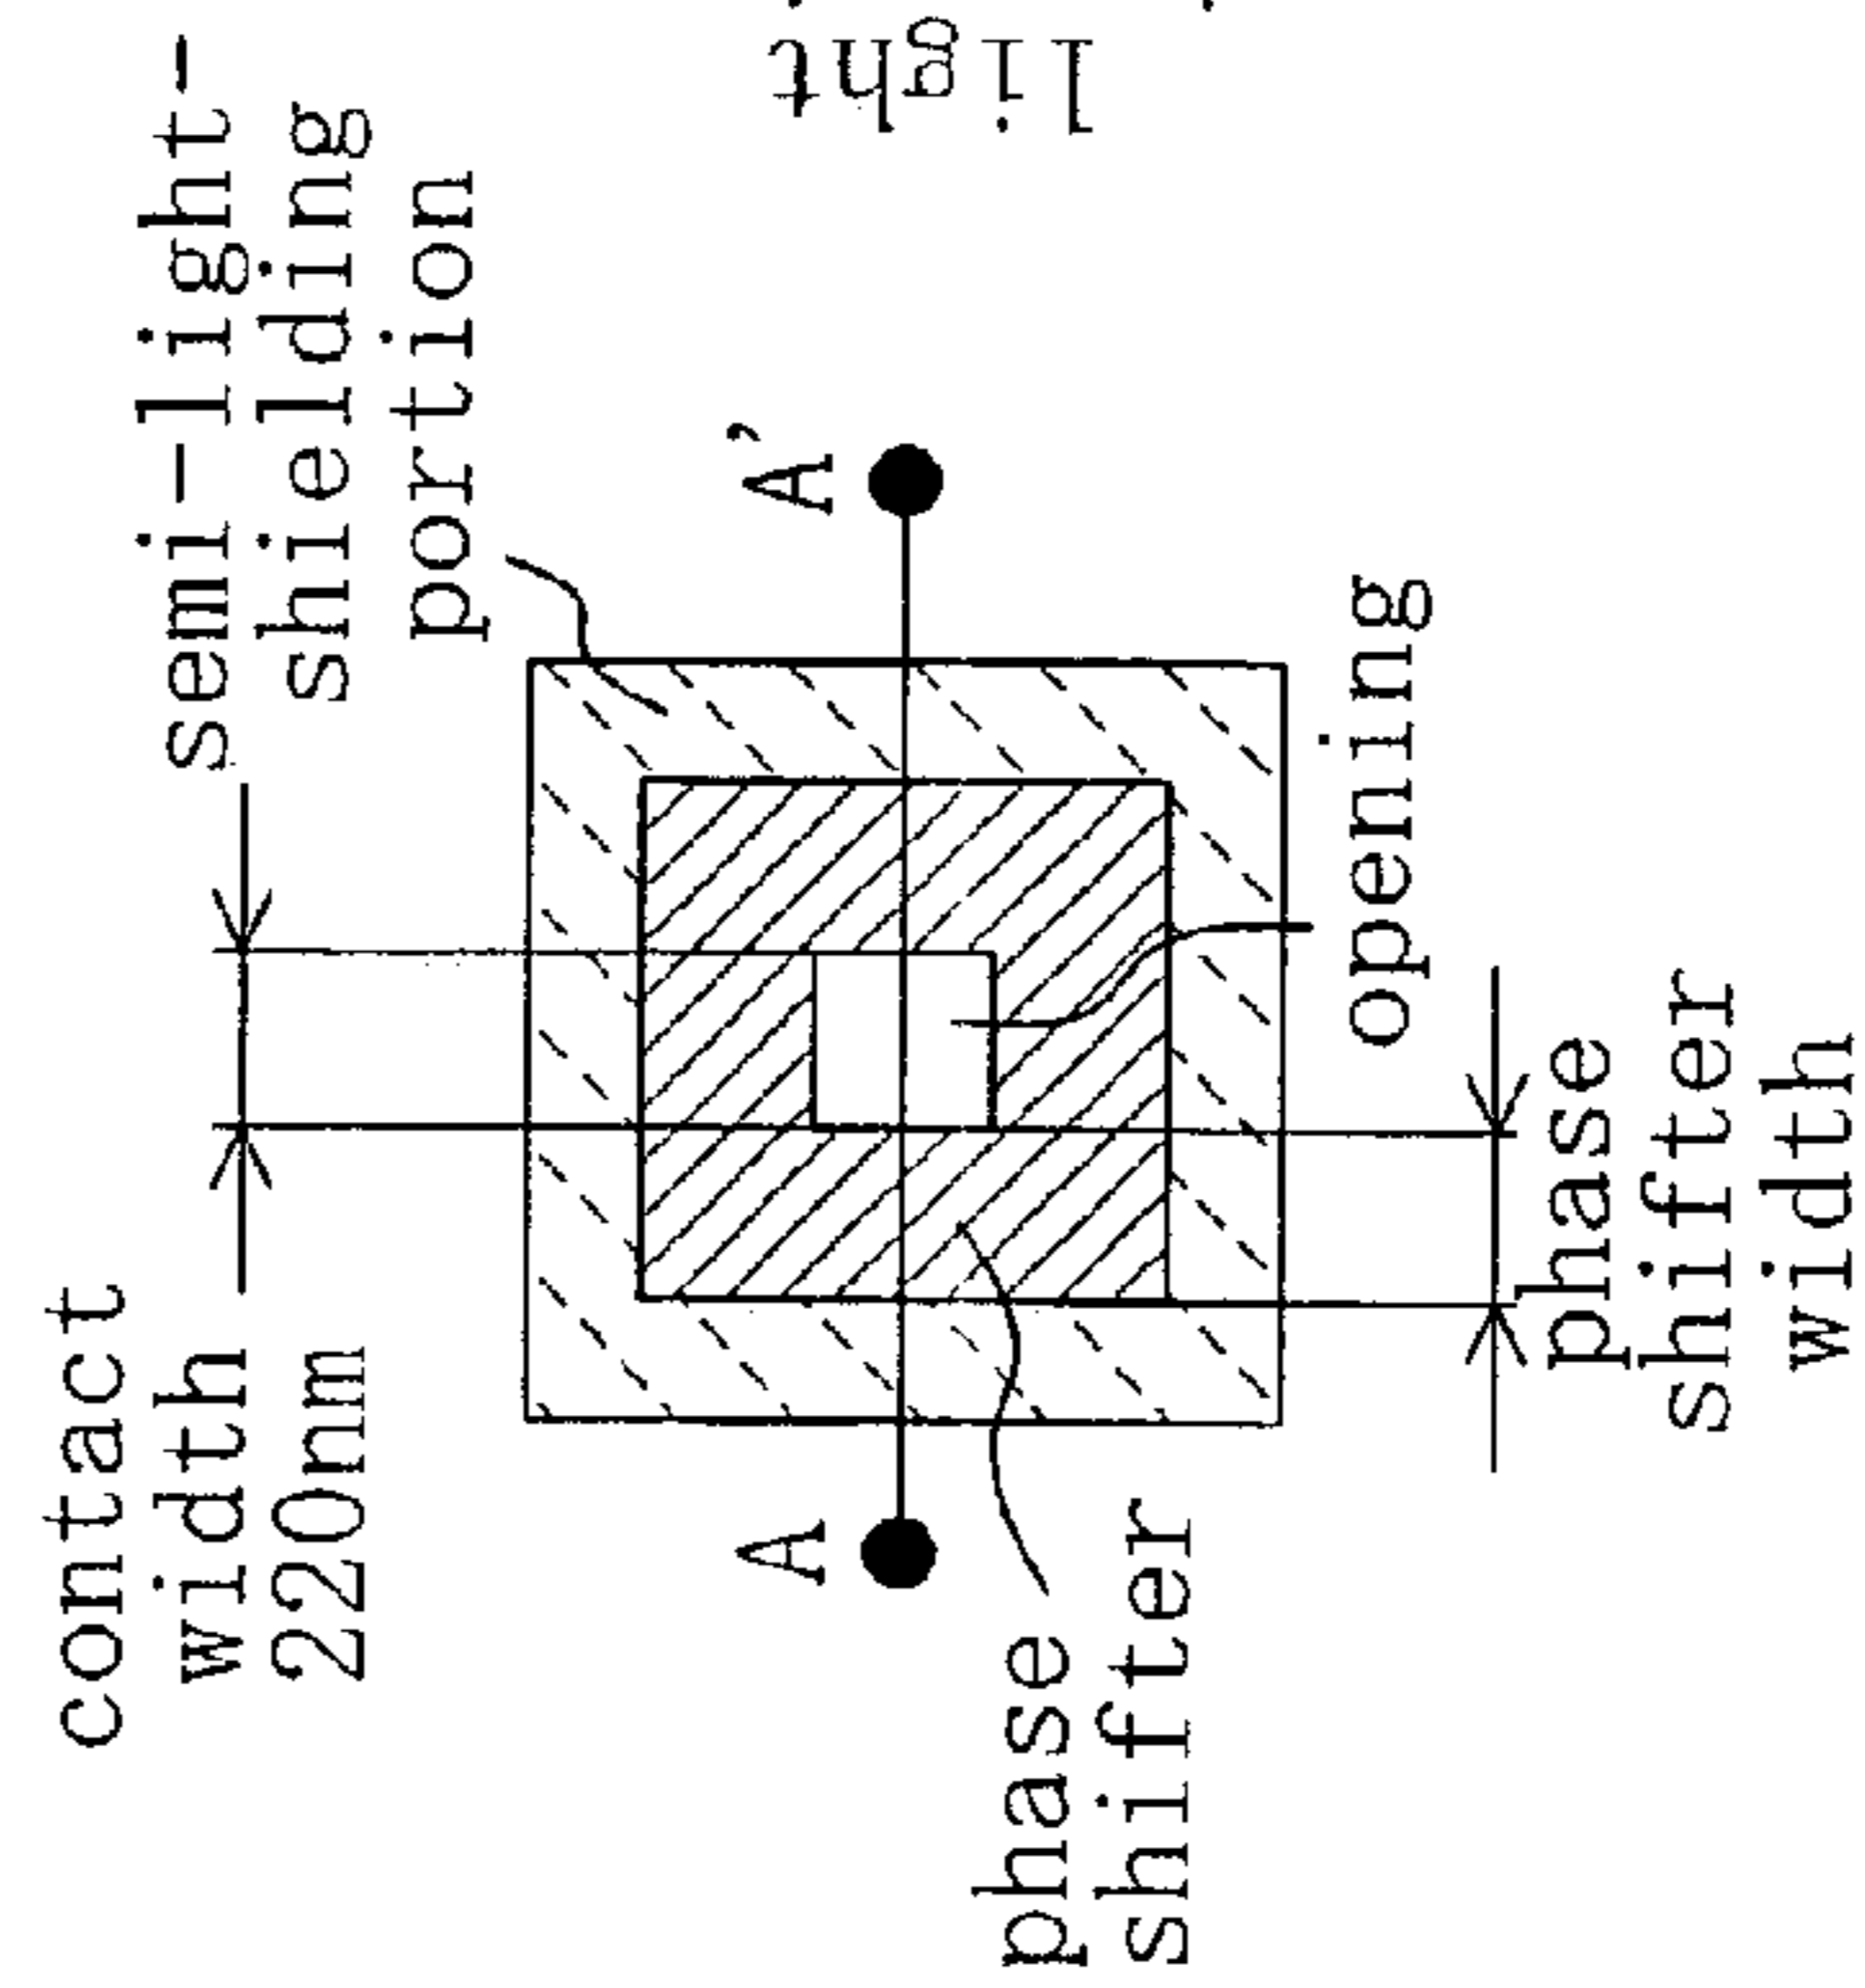 contact
width
220nm
semi-light-
shielding
portion
A
A'
phase
shifter
opening
phase
shifter
width
light